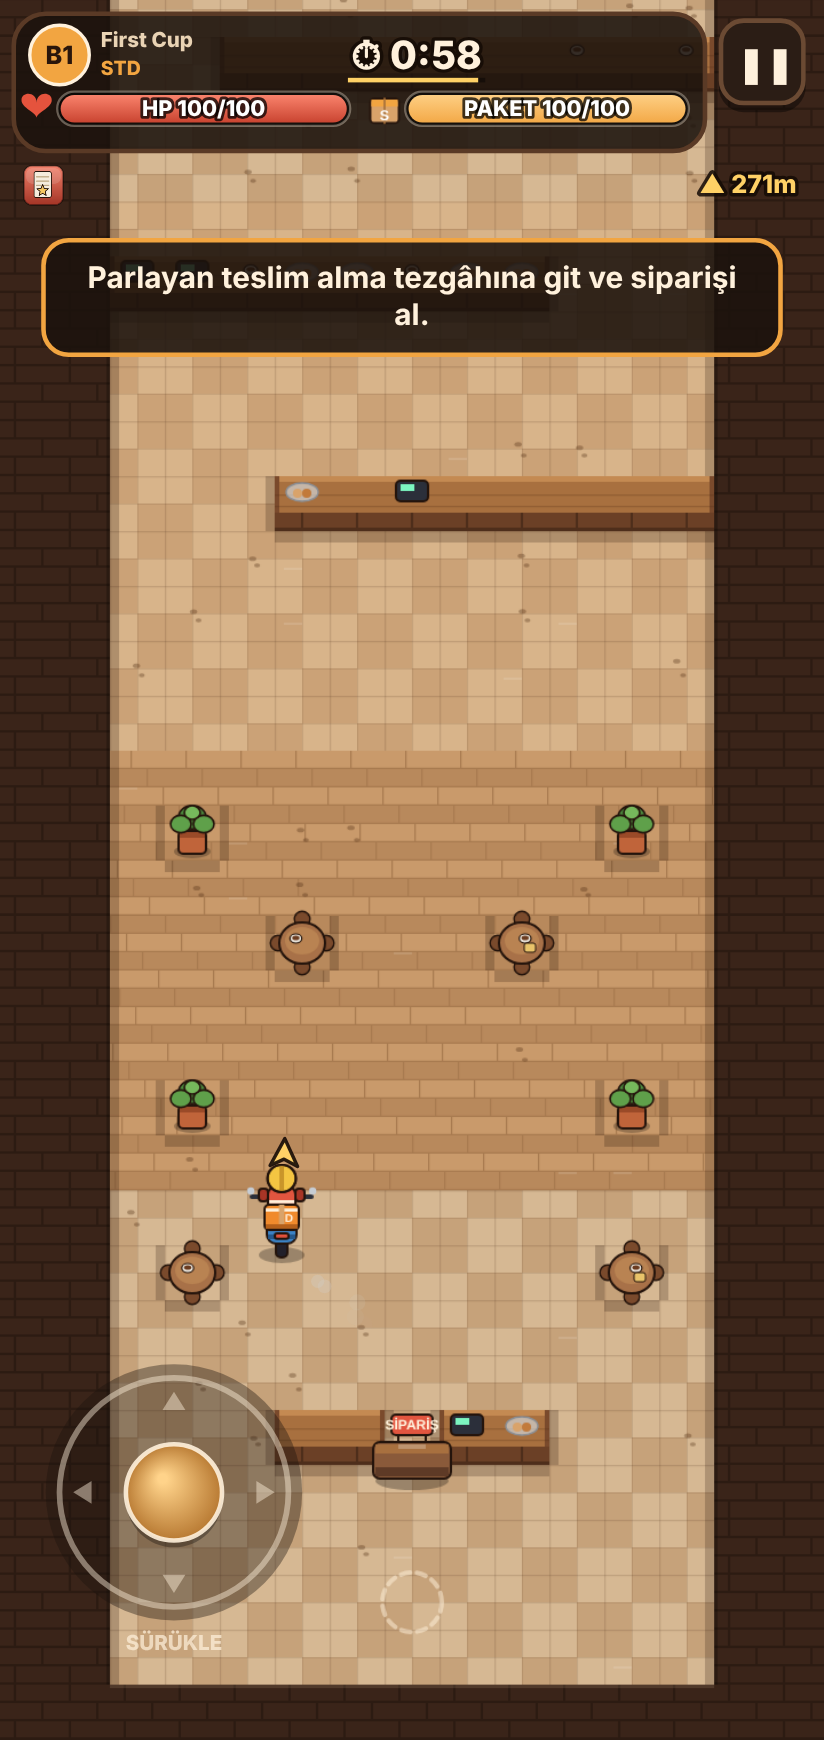 B1
First Cup
STD
0:58
HP 100/100
S
PAKET 100/100
271m
Parlayan teslim alma tezgâhına git ve siparişi
al.
D
SİPARİŞ
SÜRÜKLE